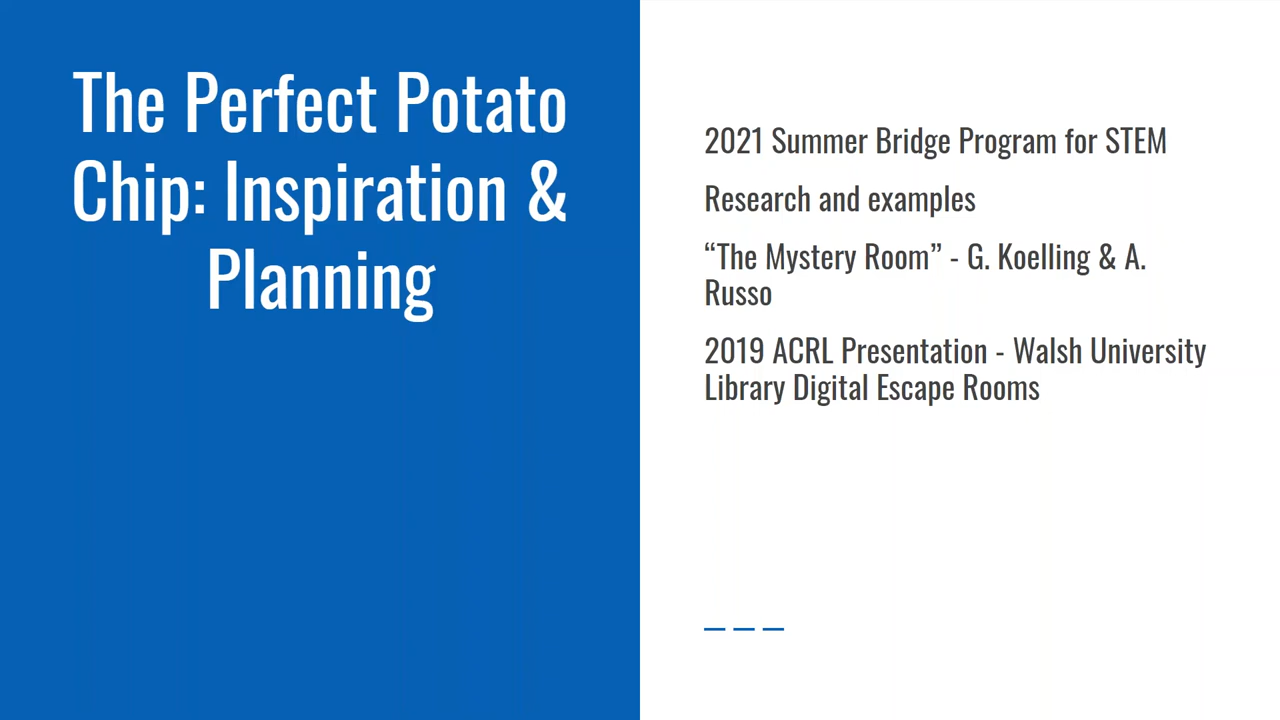 The Perfect Potato
Chip: Inspiration &
Planning
2021 Summer Bridge Program for STEM
Research and examples
“The Mystery Room” - G. Koelling & A.
Russo
2019 ACRL Presentation - Walsh University
Library Digital Escape Rooms